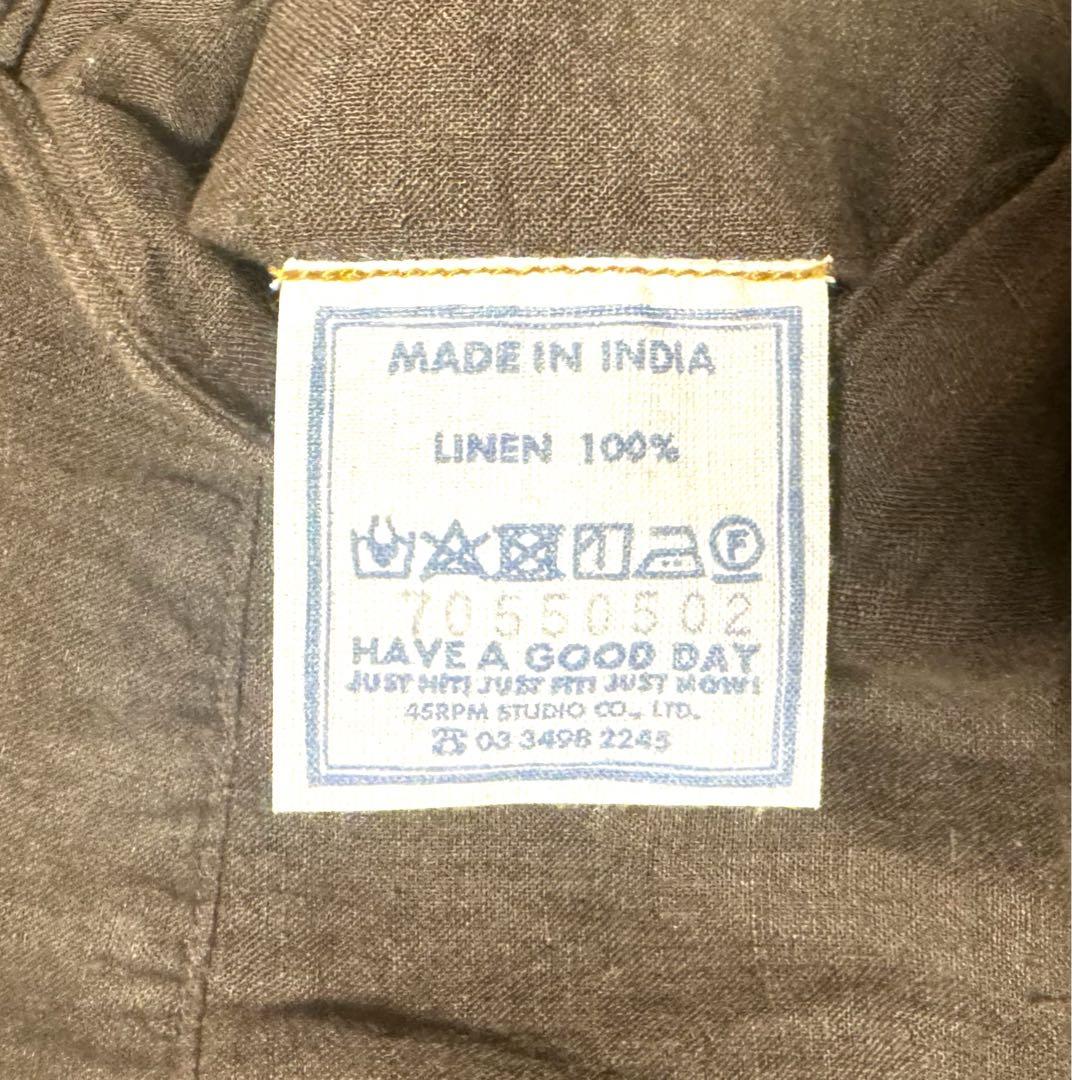 MADE IN INDIA
LINEN 100%
F
70550502
HAVE A GOOD DAY
JUST HIT! JUST FIT! JUST NOW!
45RPM STUDIO CO., LTD.
☎ 03 3498 2245